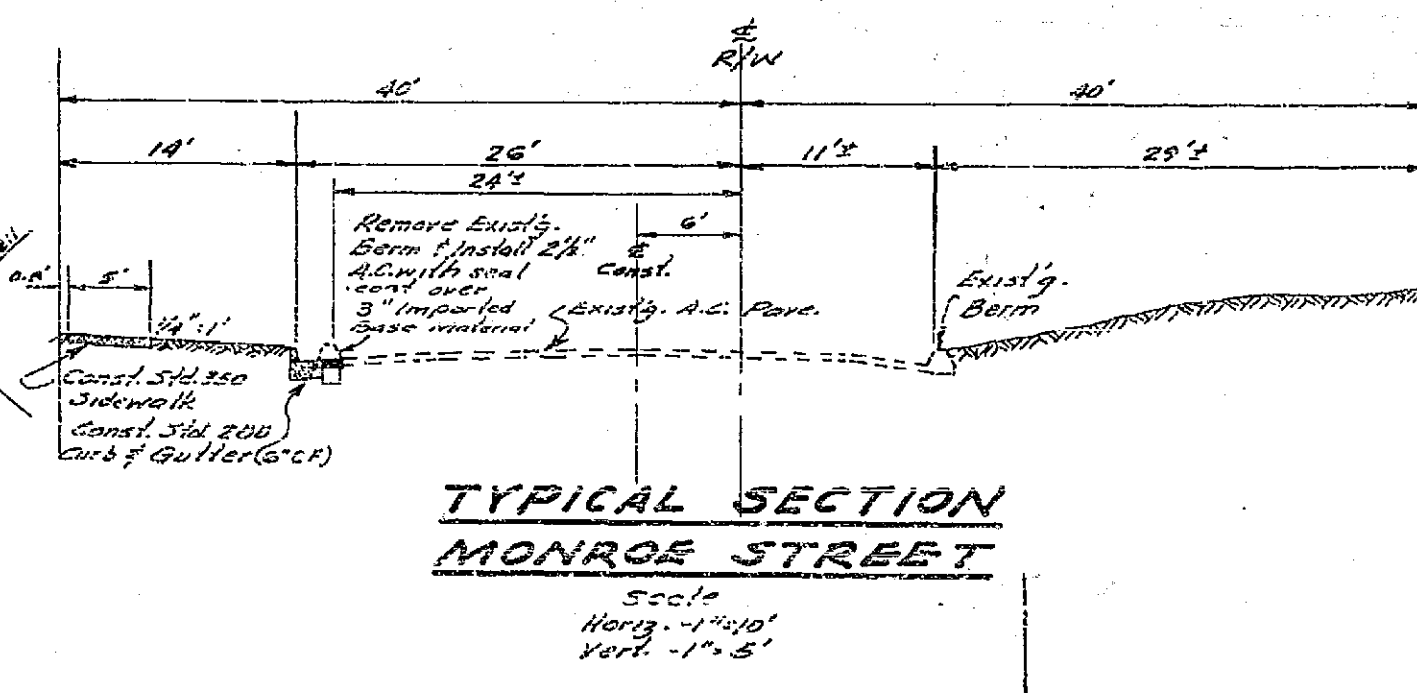 ℄
R/W
40'
40'
14'
26'
11'±
29'±
24'±
6'
Remove Exist'g.
Berm & Install 2½"
A.C. with seal
coat over
3" Imported
Base material
℄
Const.
Exist'g. A.C. Pave.
Exist'g.
Berm
5'
¼":1'
Const. Std. 350
Sidewalk
Const. Std. 200
Curb & Gutter (6" CF)
TYPICAL SECTION
MONROE STREET
Scale
Horiz. - 1"=10'
Vert. - 1"=5'